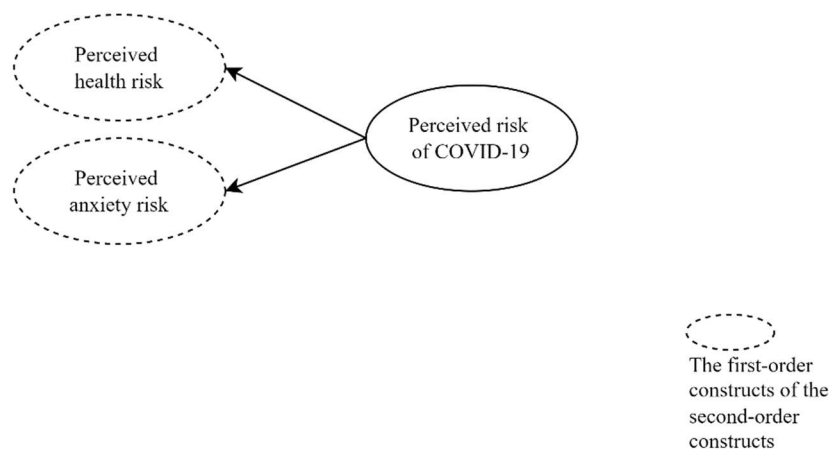 Perceived
health risk
Perceived risk
of COVID-19
Perceived
anxiety risk
The first-order
constructs of the
second-order
constructs